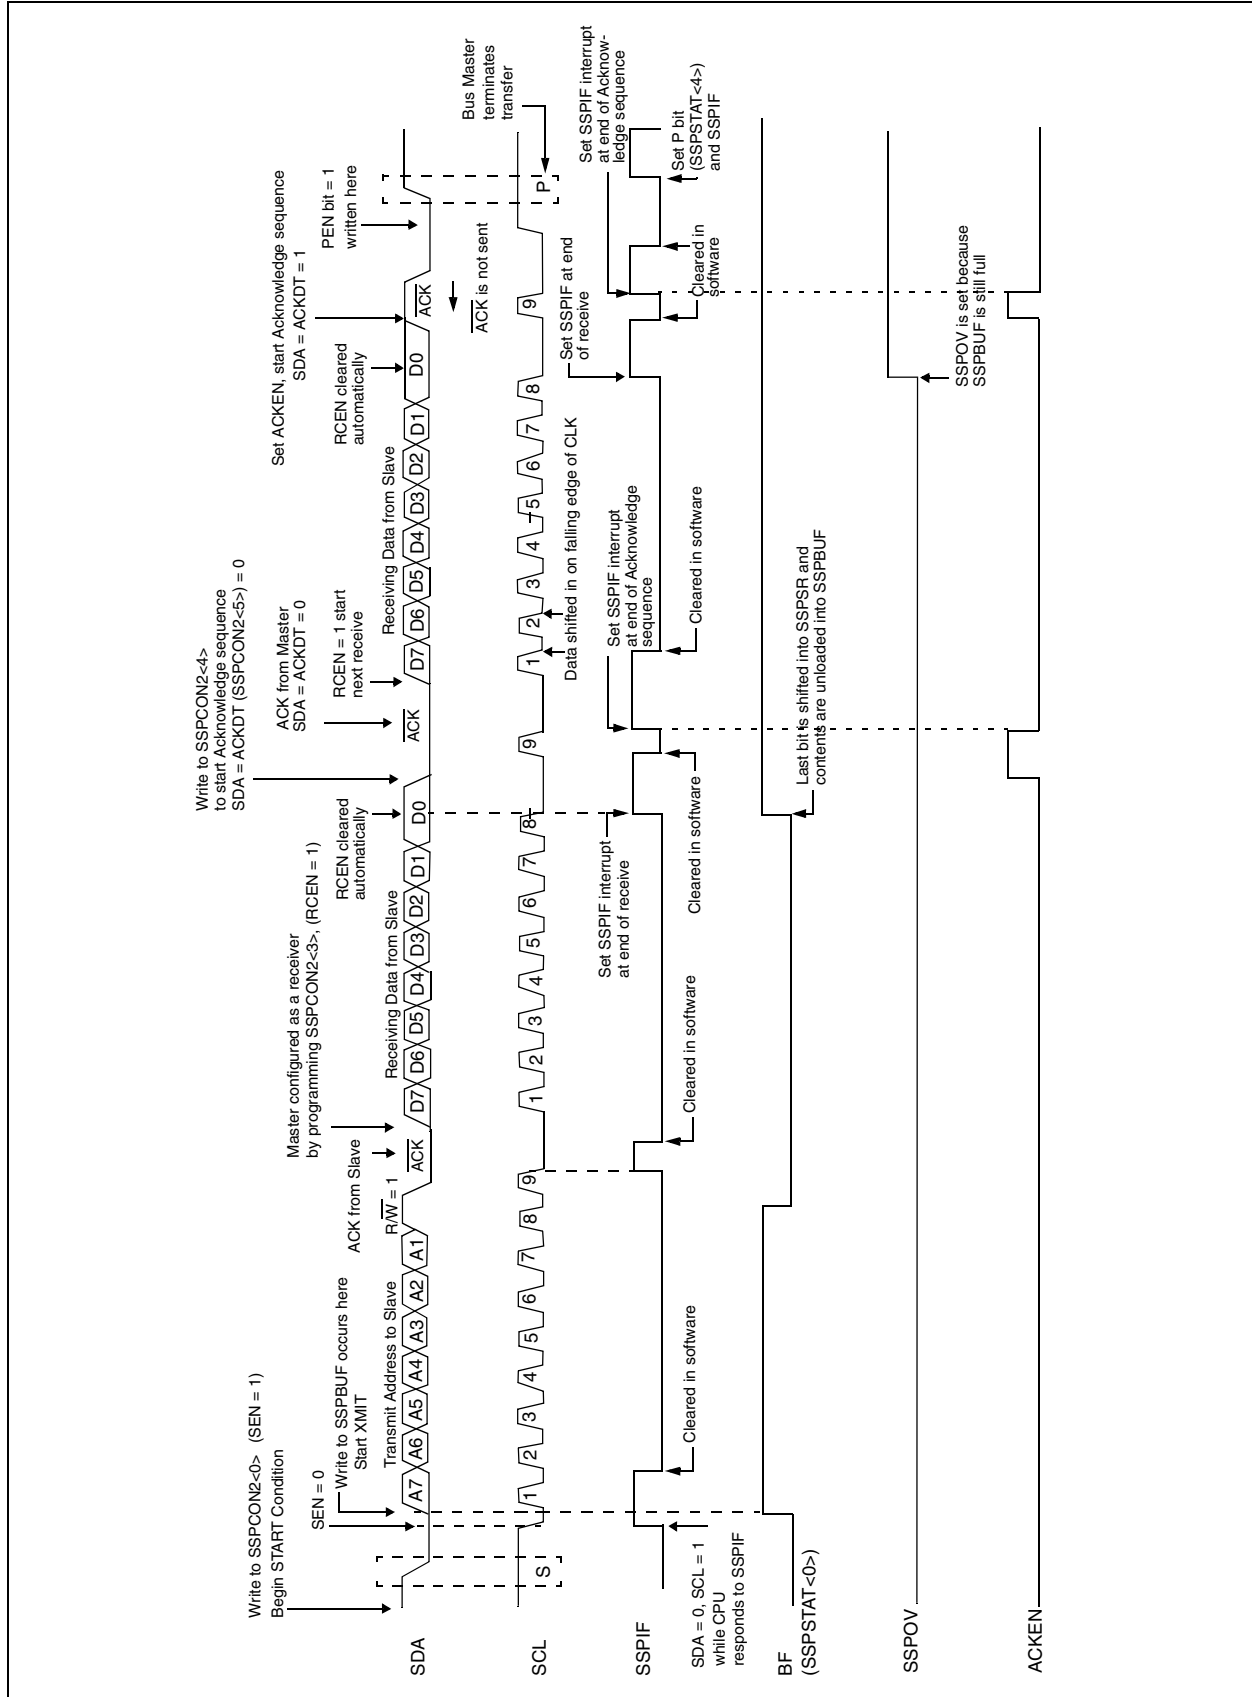 Write to SSPCON2<0> (SEN = 1)
Begin START Condition
SEN = 0
Write to SSPBUF occurs here
Start XMIT
Transmit Address to Slave
R/W = 1
ACK from Slave
Master configured as a receiver
by programming SSPCON2<3>, (RCEN = 1)
Receiving Data from Slave
RCEN cleared
automatically
Write to SSPCON2<4>
to start Acknowledge sequence
SDA = ACKDT (SSPCON2<5>) = 0
ACK from Master
SDA = ACKDT = 0
RCEN = 1 start
next receive
Receiving Data from Slave
RCEN cleared
automatically
Set ACKEN, start Acknowledge sequence
SDA = ACKDT = 1
PEN bit = 1
written here
SDA
A7 A6 A5 A4 A3 A2 A1 ACK D7 D6 D5 D4 D3 D2 D1 D0 ACK D7 D6 D5 D4 D3 D2 D1 D0 ACK
ACK is not sent
Bus Master
terminates
transfer
SCL
S 1 2 3 4 5 6 7 8 9 1 2 3 4 5 6 7 8 9 1 2 3 4 5 6 7 8 9 P
Data shifted in on falling edge of CLK
Set SSPIF interrupt
at end of receive
Set SSPIF interrupt
at end of Acknowledge
sequence
Set SSPIF at end
of receive
Set SSPIF interrupt
at end of Acknow-
ledge sequence
SSPIF
SDA = 0, SCL = 1
while CPU
responds to SSPIF
Cleared in software
Cleared in software
Cleared in software
Cleared in software
Cleared in software
Cleared in
software
Set P bit
(SSPSTAT<4>)
and SSPIF
BF
(SSPSTAT<0>)
Last bit is shifted into SSPSR and
contents are unloaded into SSPBUF
SSPOV
SSPOV is set because
SSPBUF is still full
ACKEN